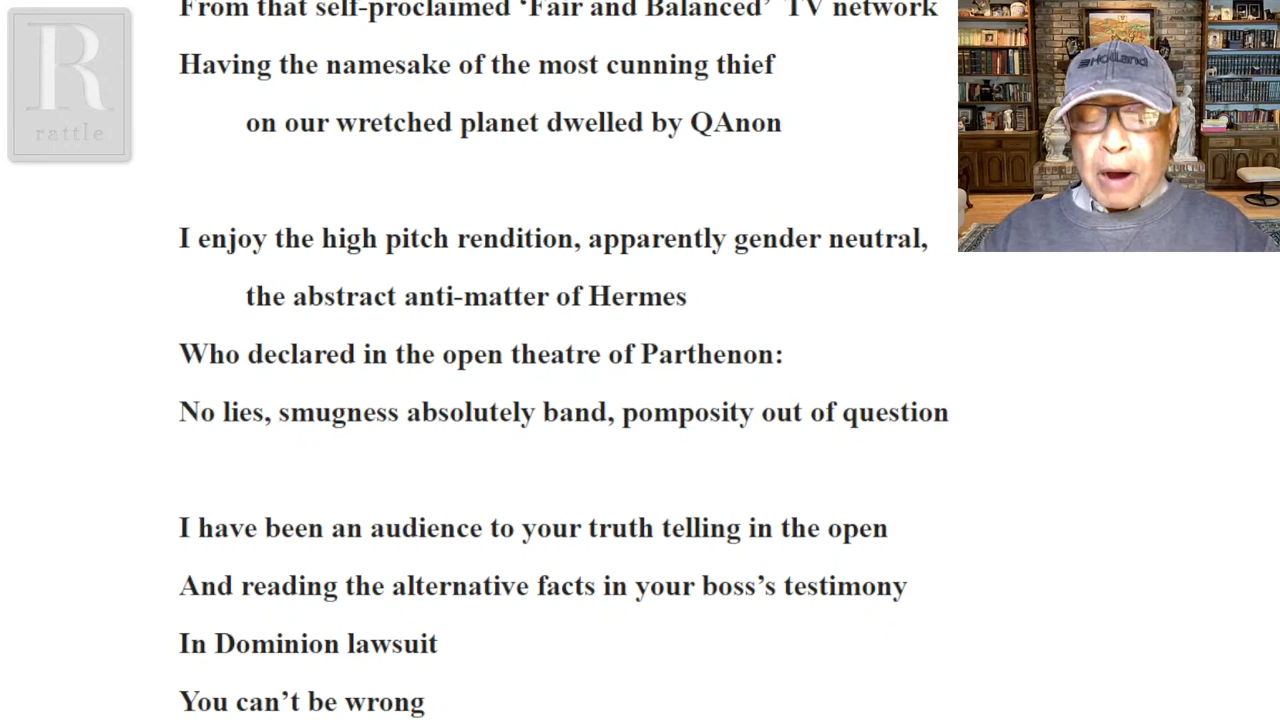 From that self-proclaimed ‘Fair and Balanced’ TV network
Having the namesake of the most cunning thief
on our wretched planet dwelled by QAnon
I enjoy the high pitch rendition, apparently gender neutral,
the abstract anti-matter of Hermes
Who declared in the open theatre of Parthenon:
No lies, smugness absolutely band, pomposity out of question
I have been an audience to your truth telling in the open
And reading the alternative facts in your boss’s testimony
In Dominion lawsuit
You can’t be wrong
R
rattle
Holland